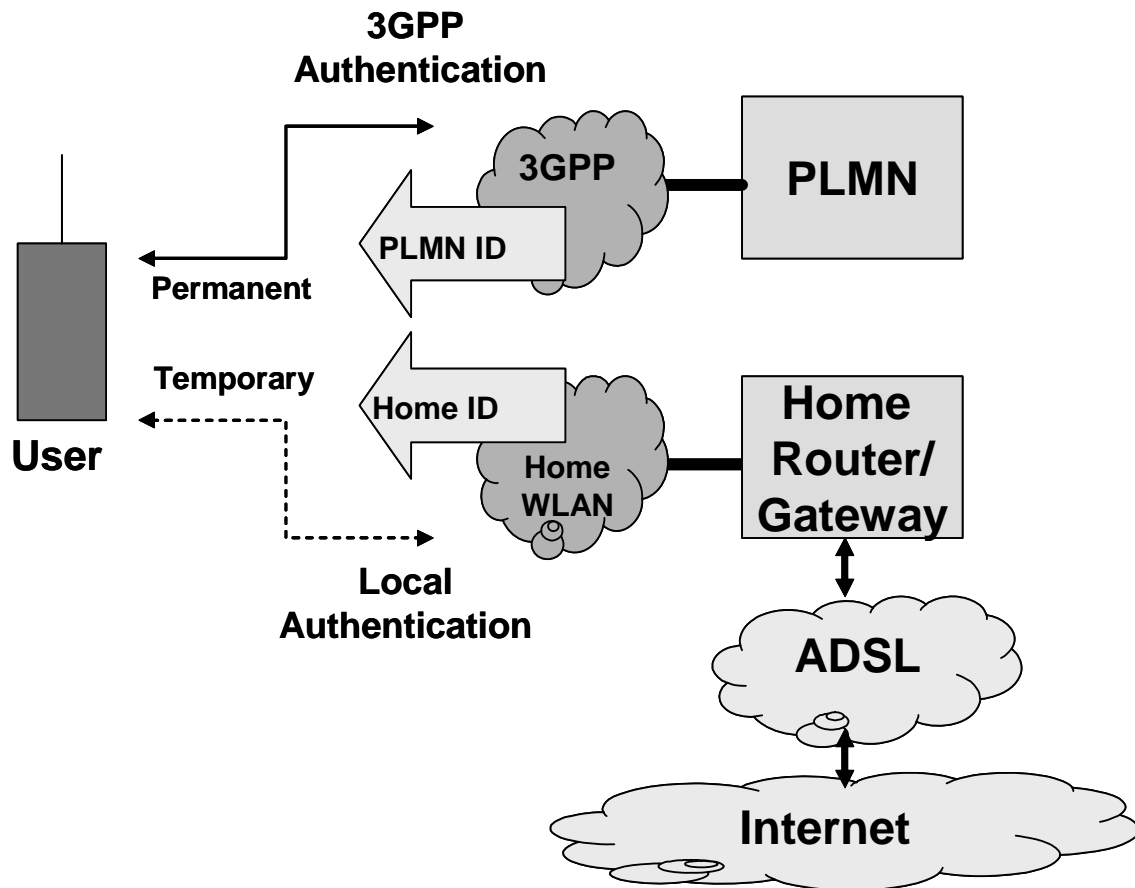 3GPP
Authentication
3GPP
PLMN
PLMN ID
Permanent
Temporary
Home ID
User
Home
WLAN
Home
Router/
Gateway
Local
Authentication
ADSL
Internet